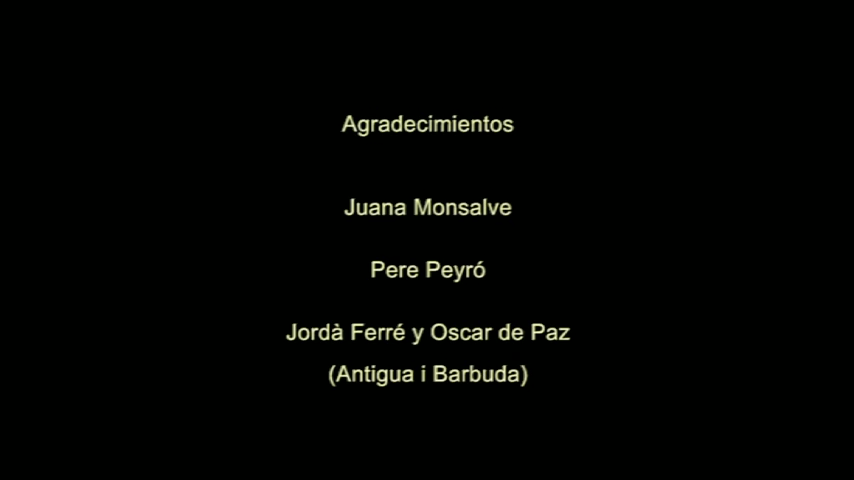 Agradecimientos
Juana Monsalve
Pere Peyró
Jordà Ferré y Oscar de Paz
(Antigua i Barbuda)